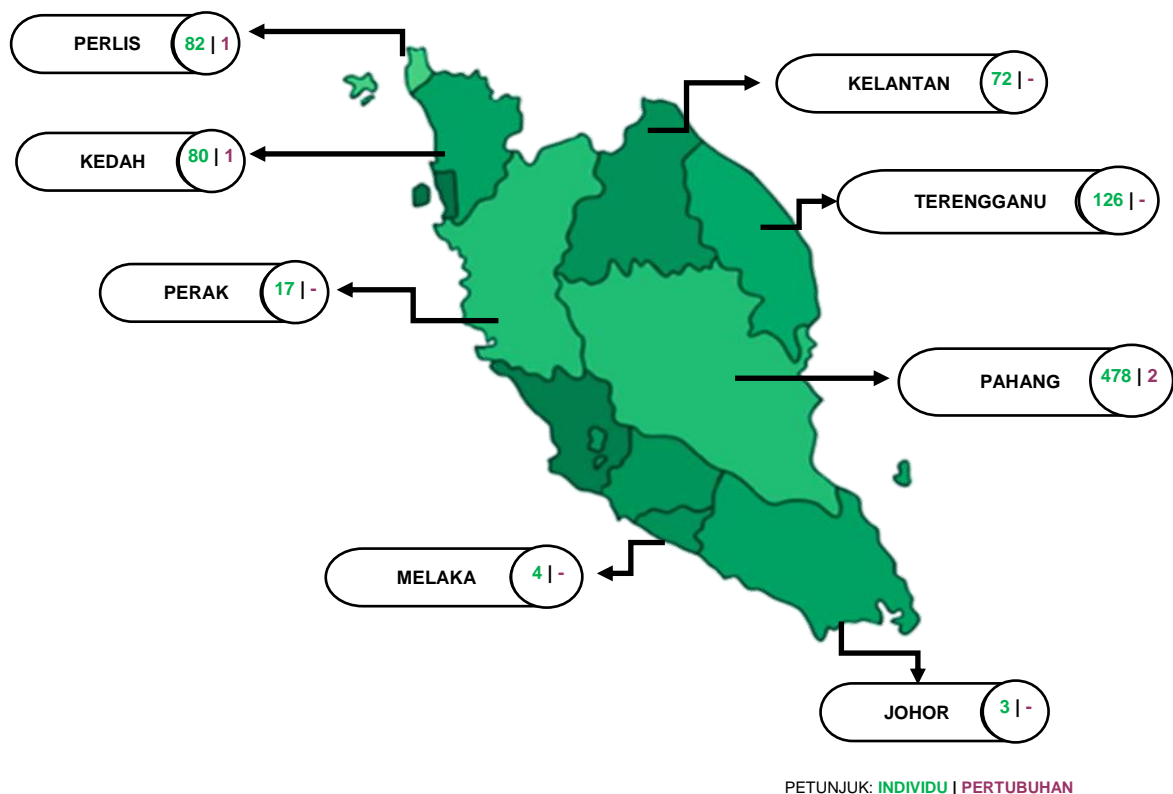 PERLIS 82 | 1
KELANTAN 72 | -
KEDAH 80 | 1
TERENGGANU 126 | -
PERAK 17 | -
PAHANG 478 | 2
MELAKA 4 | -
JOHOR 3 | -
PETUNJUK: INDIVIDU | PERTUBUHAN